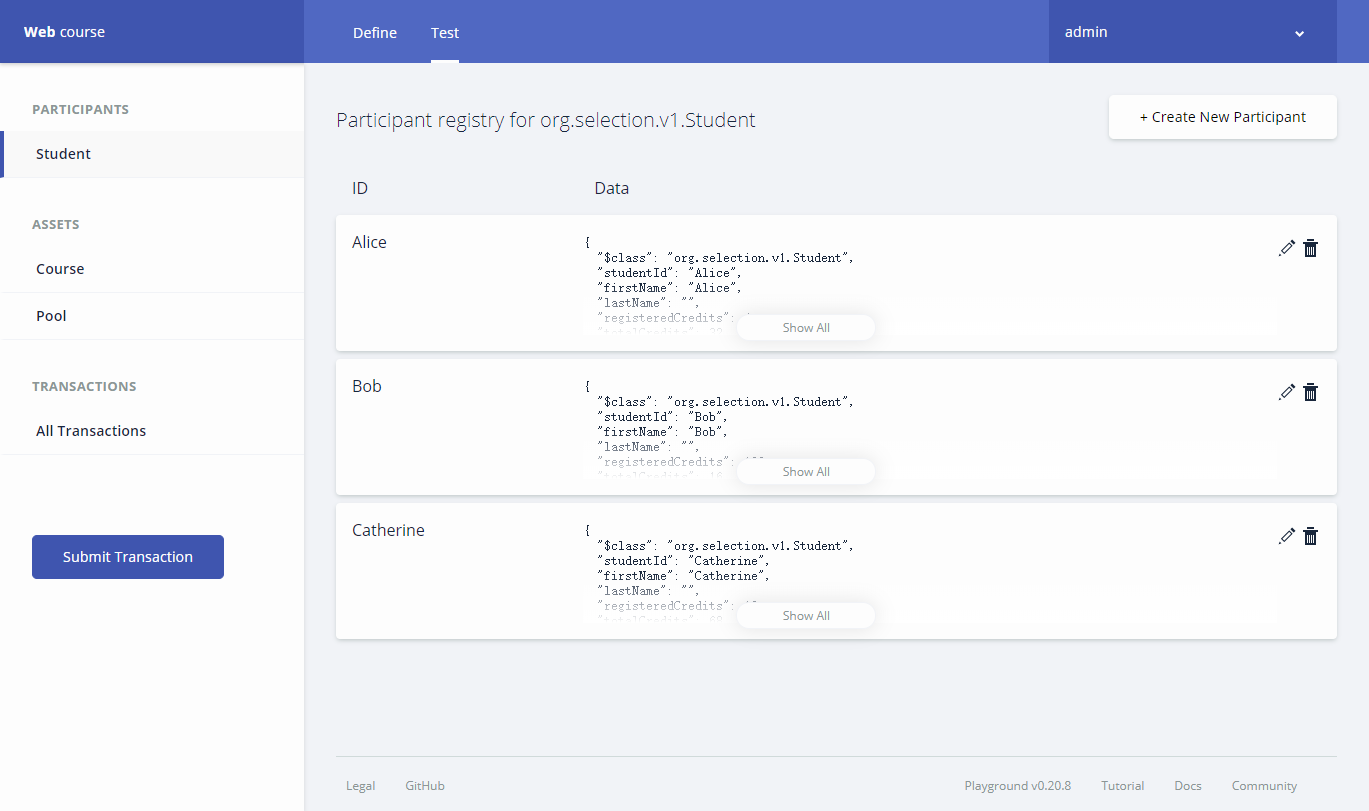 Web course
Define
Test
admin
PARTICIPANTS
Student
ASSETS
Course
Pool
TRANSACTIONS
All Transactions
Submit Transaction
Participant registry for org.selection.v1.Student
+ Create New Participant
ID
Data
Alice
{
"$class": "org.selection.v1.Student",
"studentId": "Alice",
"firstName": "Alice",
"lastName": "",
"registeredCredits":
Show All
Bob
{
"$class": "org.selection.v1.Student",
"studentId": "Bob",
"firstName": "Bob",
"lastName": "",
"registeredCredits":
Show All
Catherine
{
"$class": "org.selection.v1.Student",
"studentId": "Catherine",
"firstName": "Catherine",
"lastName": "",
"registeredCredits":
Show All
Legal
GitHub
Playground v0.20.8
Tutorial
Docs
Community